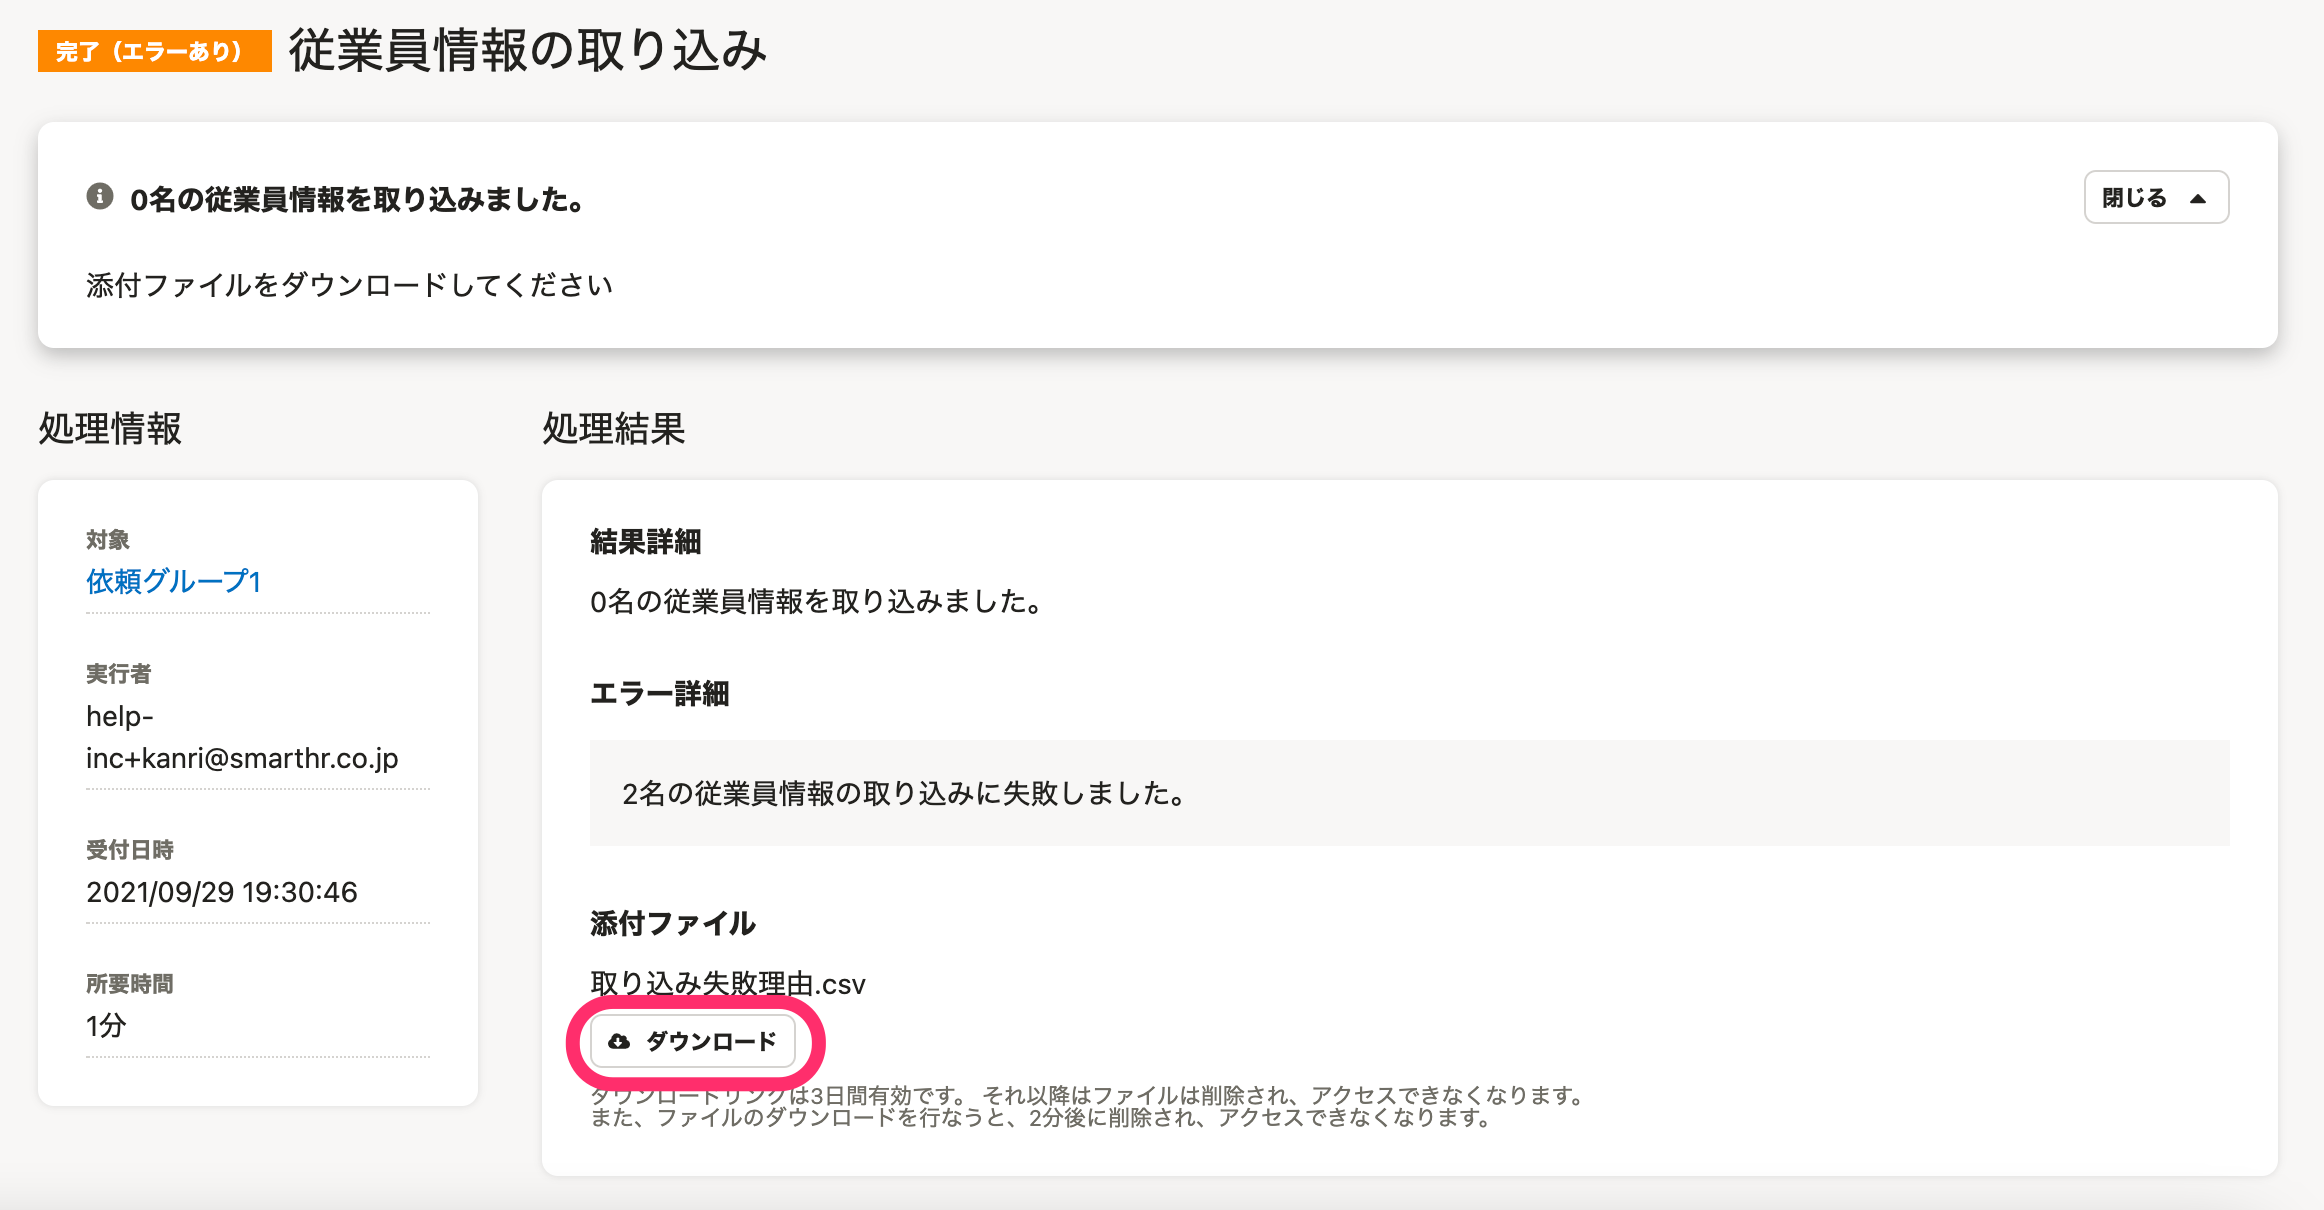 完了（エラーあり） 従業員情報の取り込み
0名の従業員情報を取り込みました。
閉じる
添付ファイルをダウンロードしてください
処理情報
対象
依頼グループ1
実行者
help-
inc+kanri@smarthr.co.jp
受付日時
2021/09/29 19:30:46
所要時間
1分
処理結果
結果詳細
0名の従業員情報を取り込みました。
エラー詳細
2名の従業員情報の取り込みに失敗しました。
添付ファイル
取り込み失敗理由.csv
ダウンロード
ダウンロードリンクは3日間有効です。 それ以降はファイルは削除され、アクセスできなくなります。
また、ファイルのダウンロードを行なうと、2分後に削除され、アクセスできなくなります。